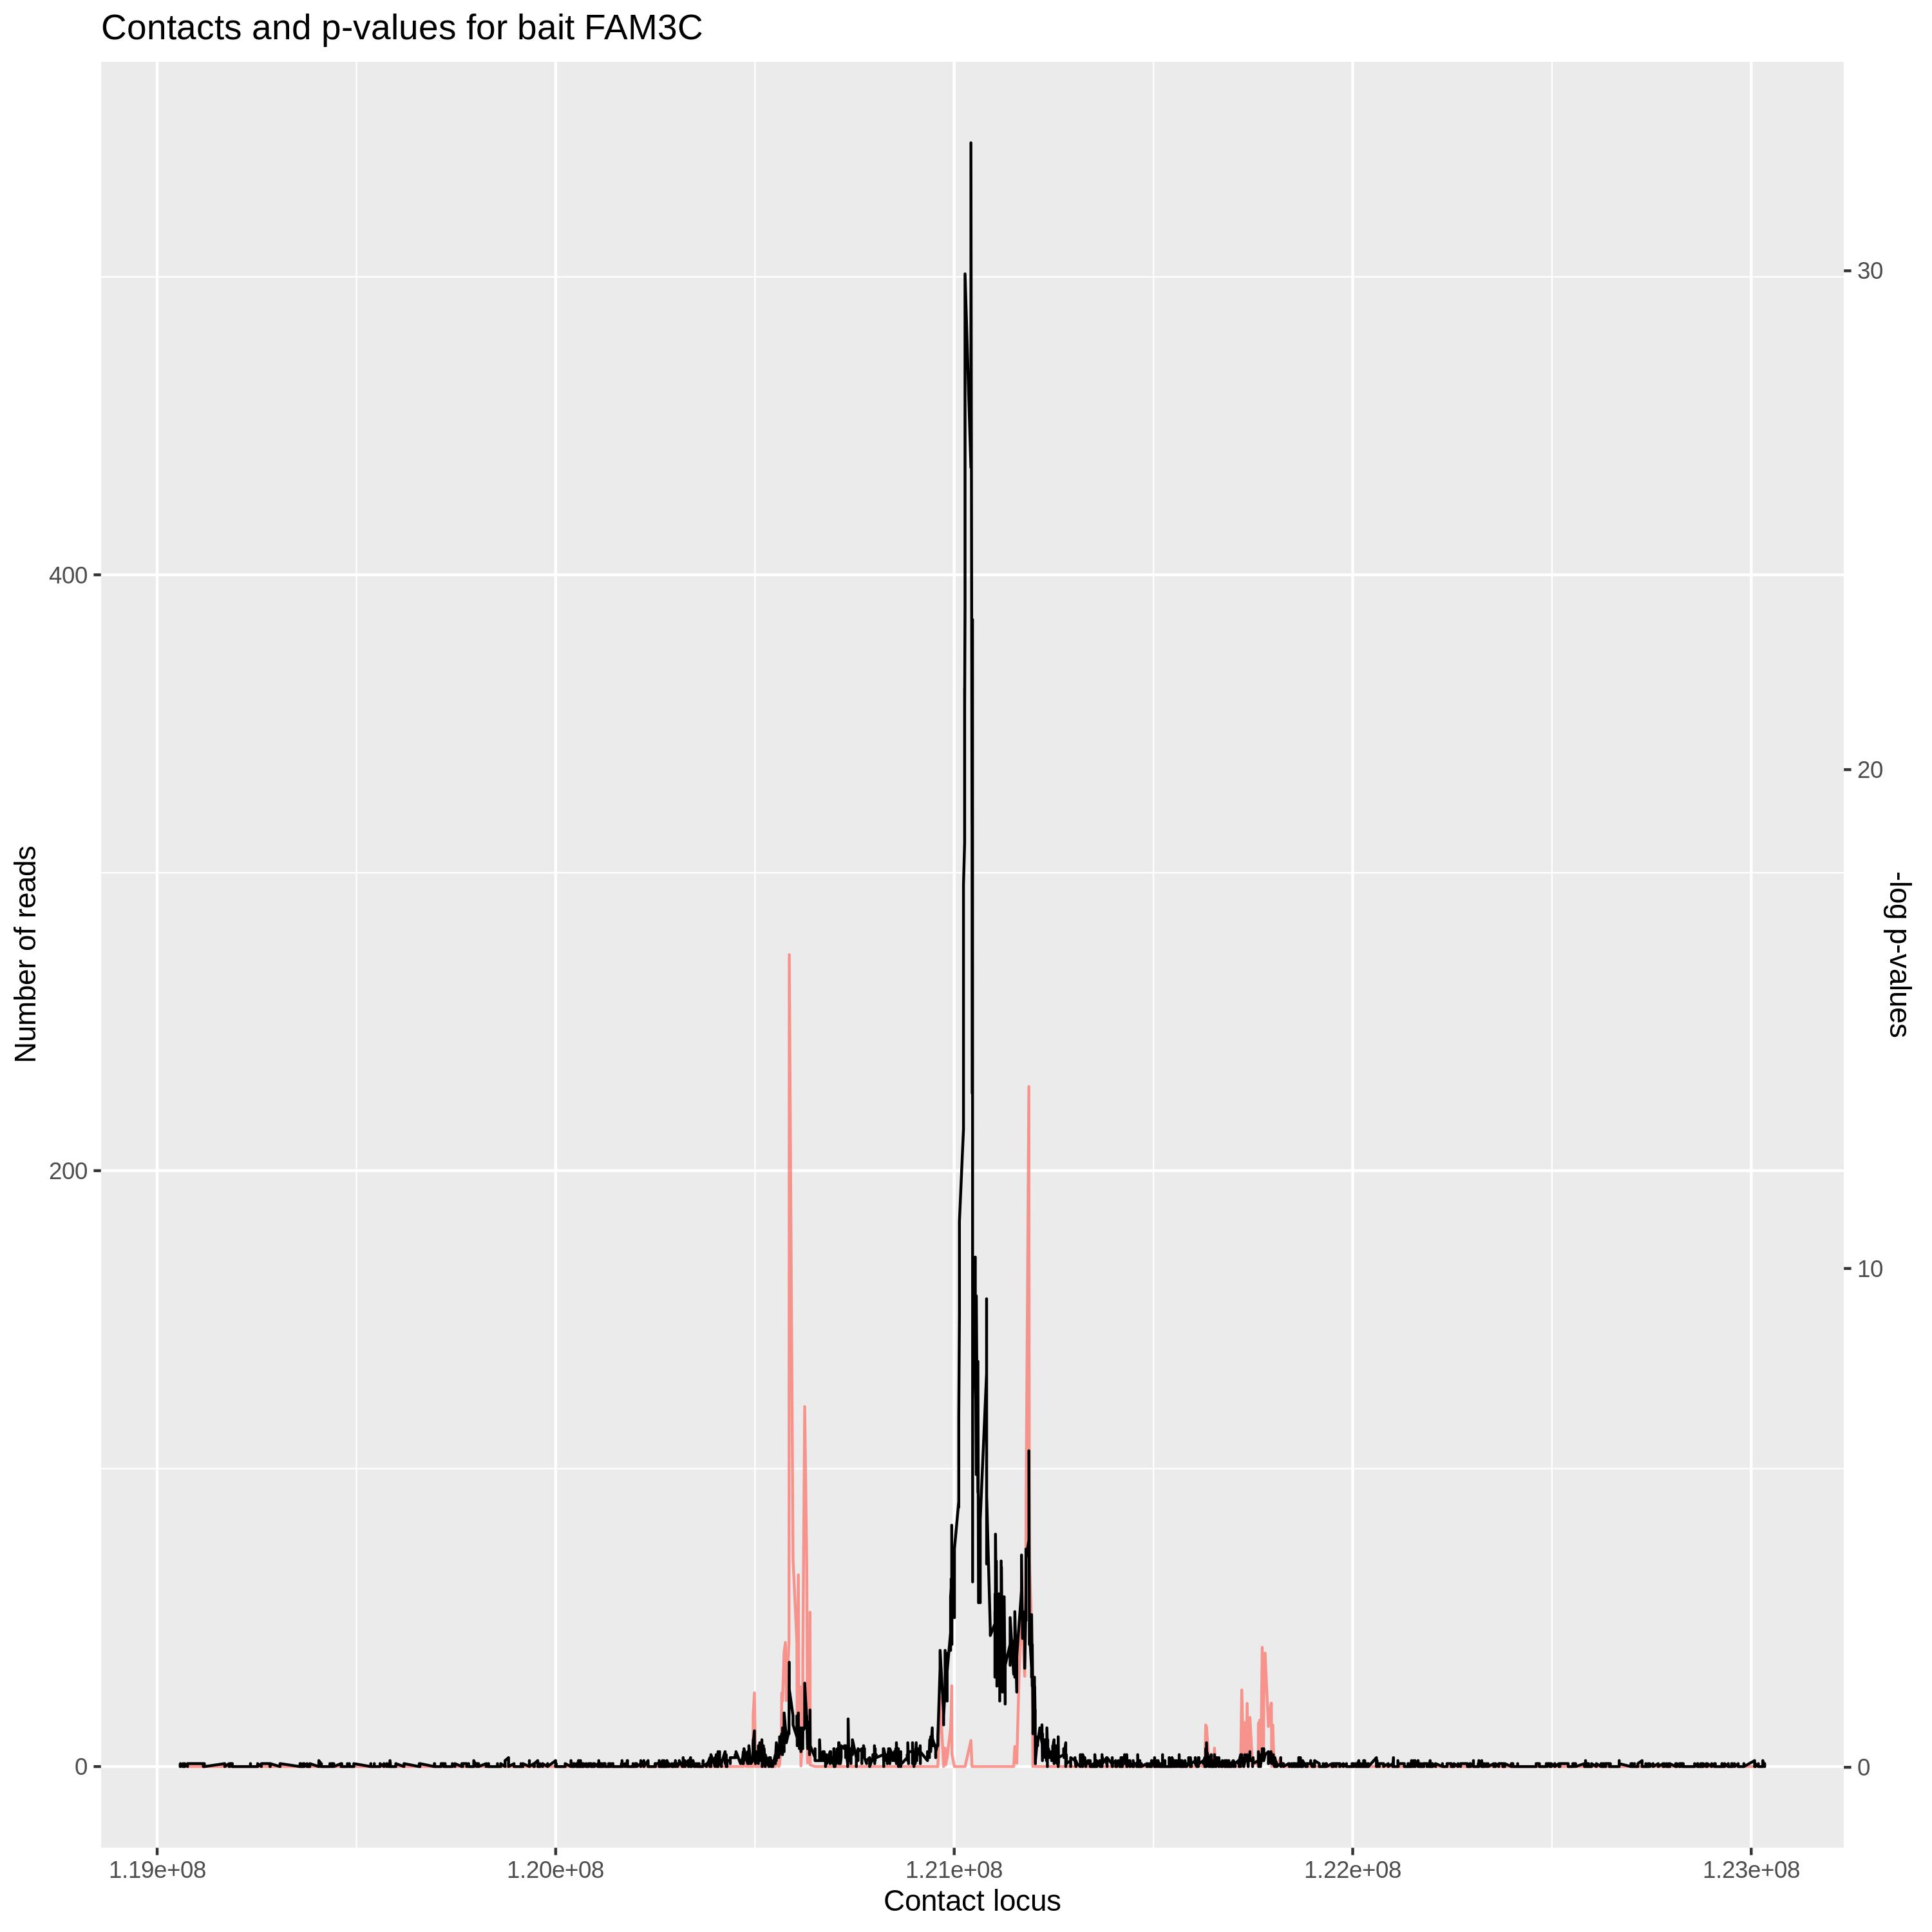 Contacts and p-values for bait FAM3C
Number of reads
400
200
0
30
20
10
0
-log p-values
1.19e+08
1.20e+08
1.21e+08
1.22e+08
1.23e+08
Contact locus